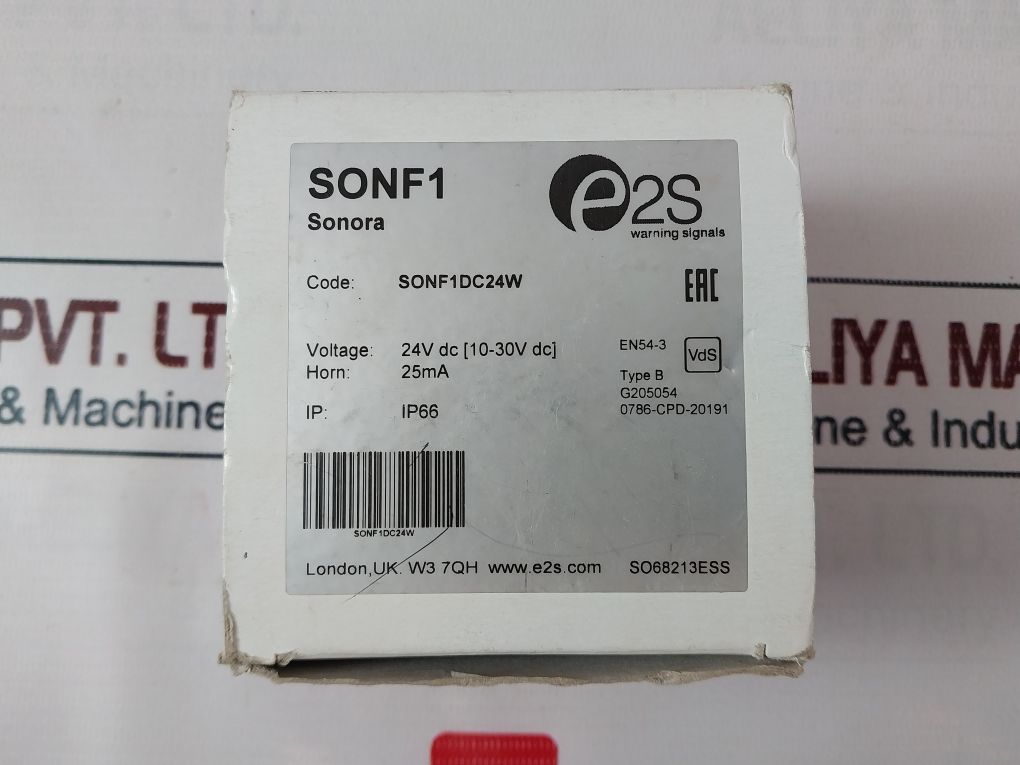 SONF1
Sonora
e2S
warning signals
Code: SONF1DC24W
EAC
Voltage: 24V dc [10-30V dc]
Horn: 25mA
IP: IP66
EN54-3
VdS
Type B
G205054
0786-CPD-20191
SONF1DC24W
London,UK. W3 7QH www.e2s.com SO68213ESS
PVT. LT
& Machine
LIYA MA
ne & Indu